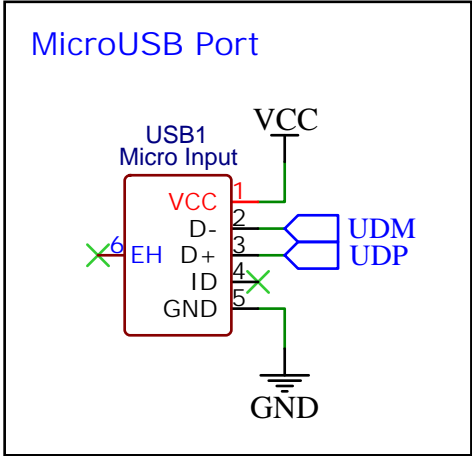 MicroUSB Port
VCC
USB1
Micro Input
VCC 1
D- 2 UDM
6 EH D+ 3 UDP
ID 4
GND 5
GND